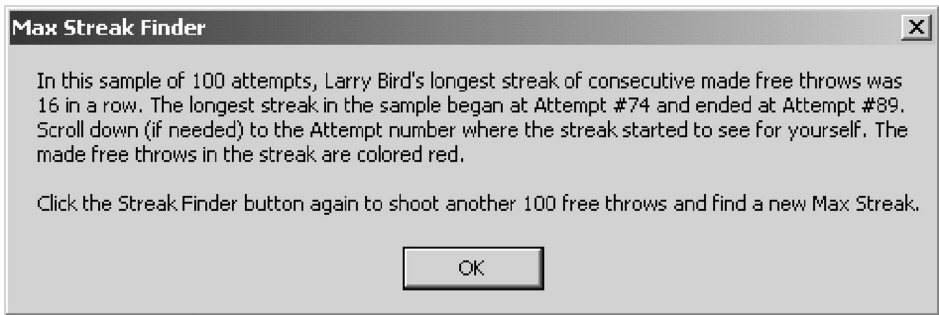 Max Streak Finder
In this sample of 100 attempts, Larry Bird's longest streak of consecutive made free throws was
16 in a row. The longest streak in the sample began at Attempt #74 and ended at Attempt #89.
Scroll down (if needed) to the Attempt number where the streak started to see for yourself. The
made free throws in the streak are colored red.
Click the Streak Finder button again to shoot another 100 free throws and find a new Max Streak.
OK